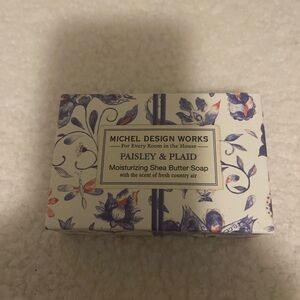 MICHEL DESIGN WORKS
For Every Room in the House
PAISLEY & PLAID
Moisturizing Shea Butter Soap
with the scent of fresh country air